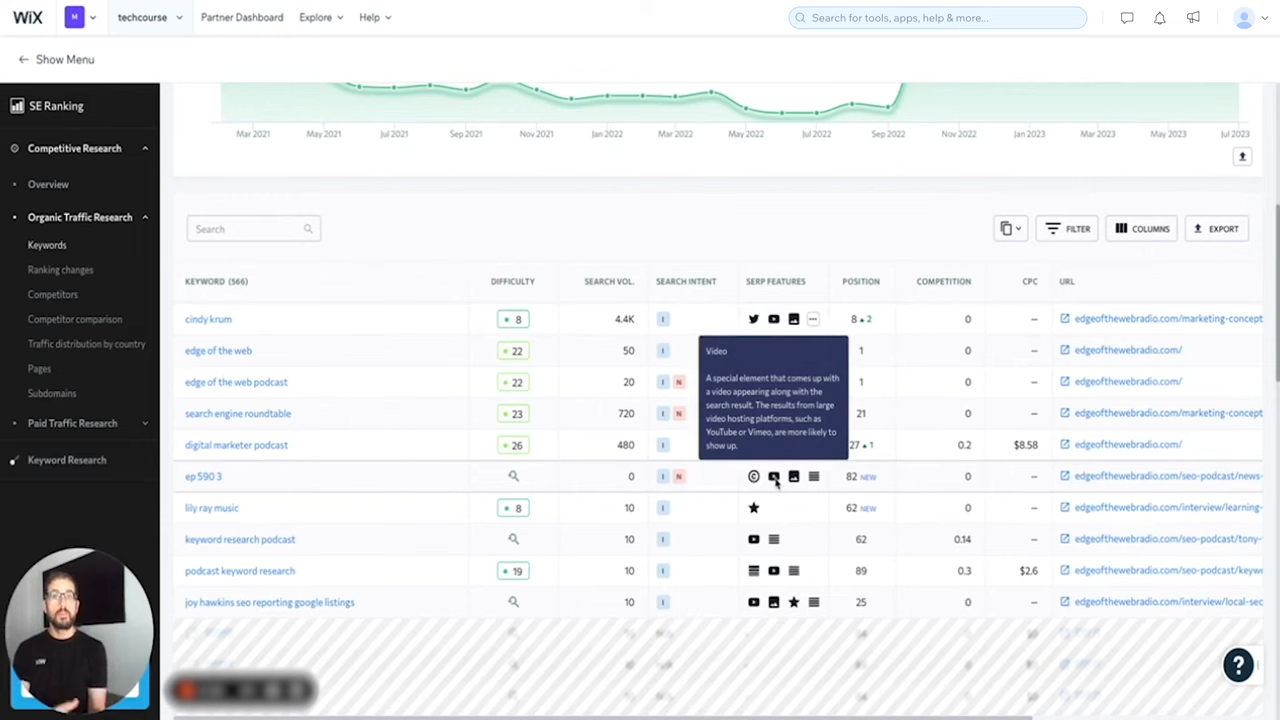 WiX M techcourse Partner Dashboard Explore Help Search for tools, apps, help & more...
Show Menu
SE Ranking
Competitive Research
Overview
Organic Traffic Research
Keywords
Ranking changes
Competitors
Competitor comparison
Traffic distribution by country
Pages
Subdomains
Paid Traffic Research
Keyword Research
Mar 2021 May 2021 Jul 2021 Sep 2021 Nov 2021 Jan 2022 Mar 2022 May 2022 Jul 2022 Sep 2022 Nov 2022 Jan 2023 Mar 2023 May 2023 Jul 2023
Search FILTER COLUMNS EXPORT
KEYWORD (566) DIFFICULTY SEARCH VOL. SEARCH INTENT SERP FEATURES POSITION COMPETITION CPC URL
cindy krum 8 4.4K I 8 2 0 – edgeofthewebradio.com/marketing-concept
edge of the web 22 50 I 1 0 – edgeofthewebradio.com/
edge of the web podcast 22 20 I N 1 0 – edgeofthewebradio.com/
search engine roundtable 23 720 I N 21 0 – edgeofthewebradio.com/marketing-concept
digital marketer podcast 26 480 I 27 1 0.2 $8.58 edgeofthewebradio.com/
ep 590 3 0 I N 82 NEW 0 – edgeofthewebradio.com/seo-podcast/news-
lily ray music 8 10 I 62 NEW 0 – edgeofthewebradio.com/interview/learning-
keyword research podcast 10 I 62 0.14 – edgeofthewebradio.com/seo-podcast/tony-
podcast keyword research 19 10 I 89 0.3 $2.6 edgeofthewebradio.com/seo-podcast/keyw
joy hawkins seo reporting google listings 10 I 25 0 – edgeofthewebradio.com/interview/local-sec
Video
A special element that comes up with
a video appearing along with the
search result. The results from large
video hosting platforms, such as
YouTube or Vimeo, are more likely to
show up.
?